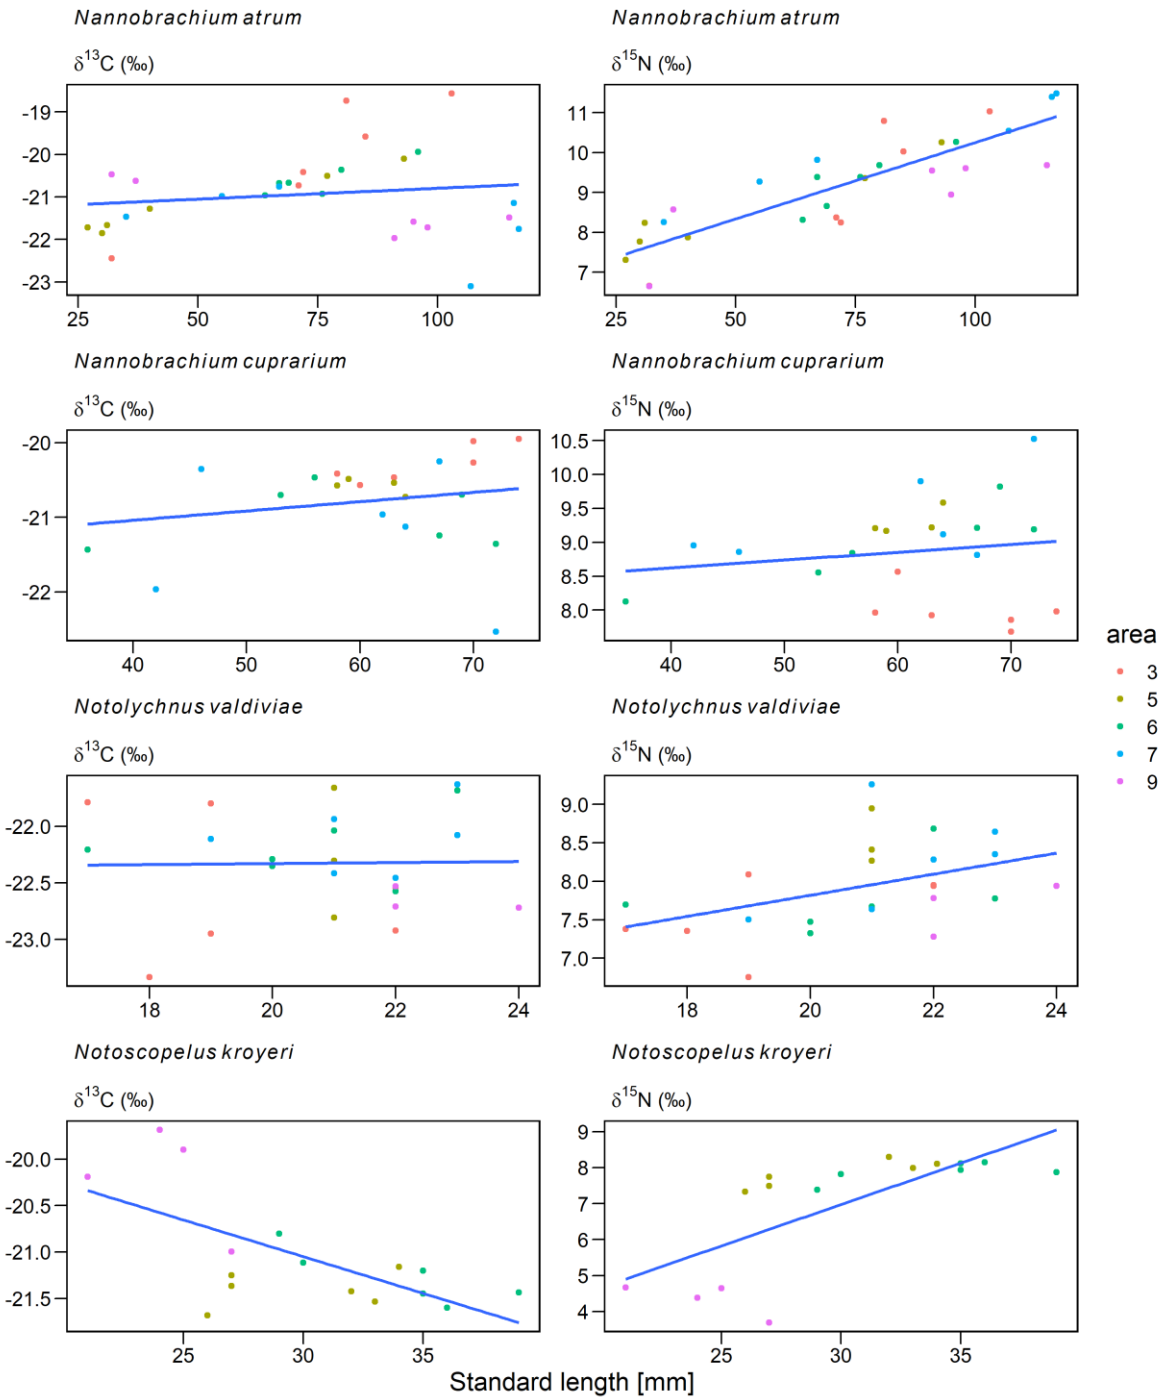 Nannobrachium atrum
δ13C (‰)
-19
-20
-21
-22
-23
25 50 75 100
Nannobrachium atrum
δ15N (‰)
11
10
9
8
7
25 50 75 100
Nannobrachium cuprarium
δ13C (‰)
-20
-21
-22
40 50 60 70
Nannobrachium cuprarium
δ15N (‰)
10.5
10.0
9.5
9.0
8.5
8.0
40 50 60 70
Notolychnus valdiviae
δ13C (‰)
-22.0
-22.5
-23.0
18 20 22 24
Notolychnus valdiviae
δ15N (‰)
9.0
8.5
8.0
7.5
7.0
18 20 22 24
Notoscopelus kroyeri
δ13C (‰)
-20.0
-20.5
-21.0
-21.5
25 30 35
Notoscopelus kroyeri
δ15N (‰)
9
8
7
6
5
4
25 30 35
Standard length [mm]
area
3
5
6
7
9